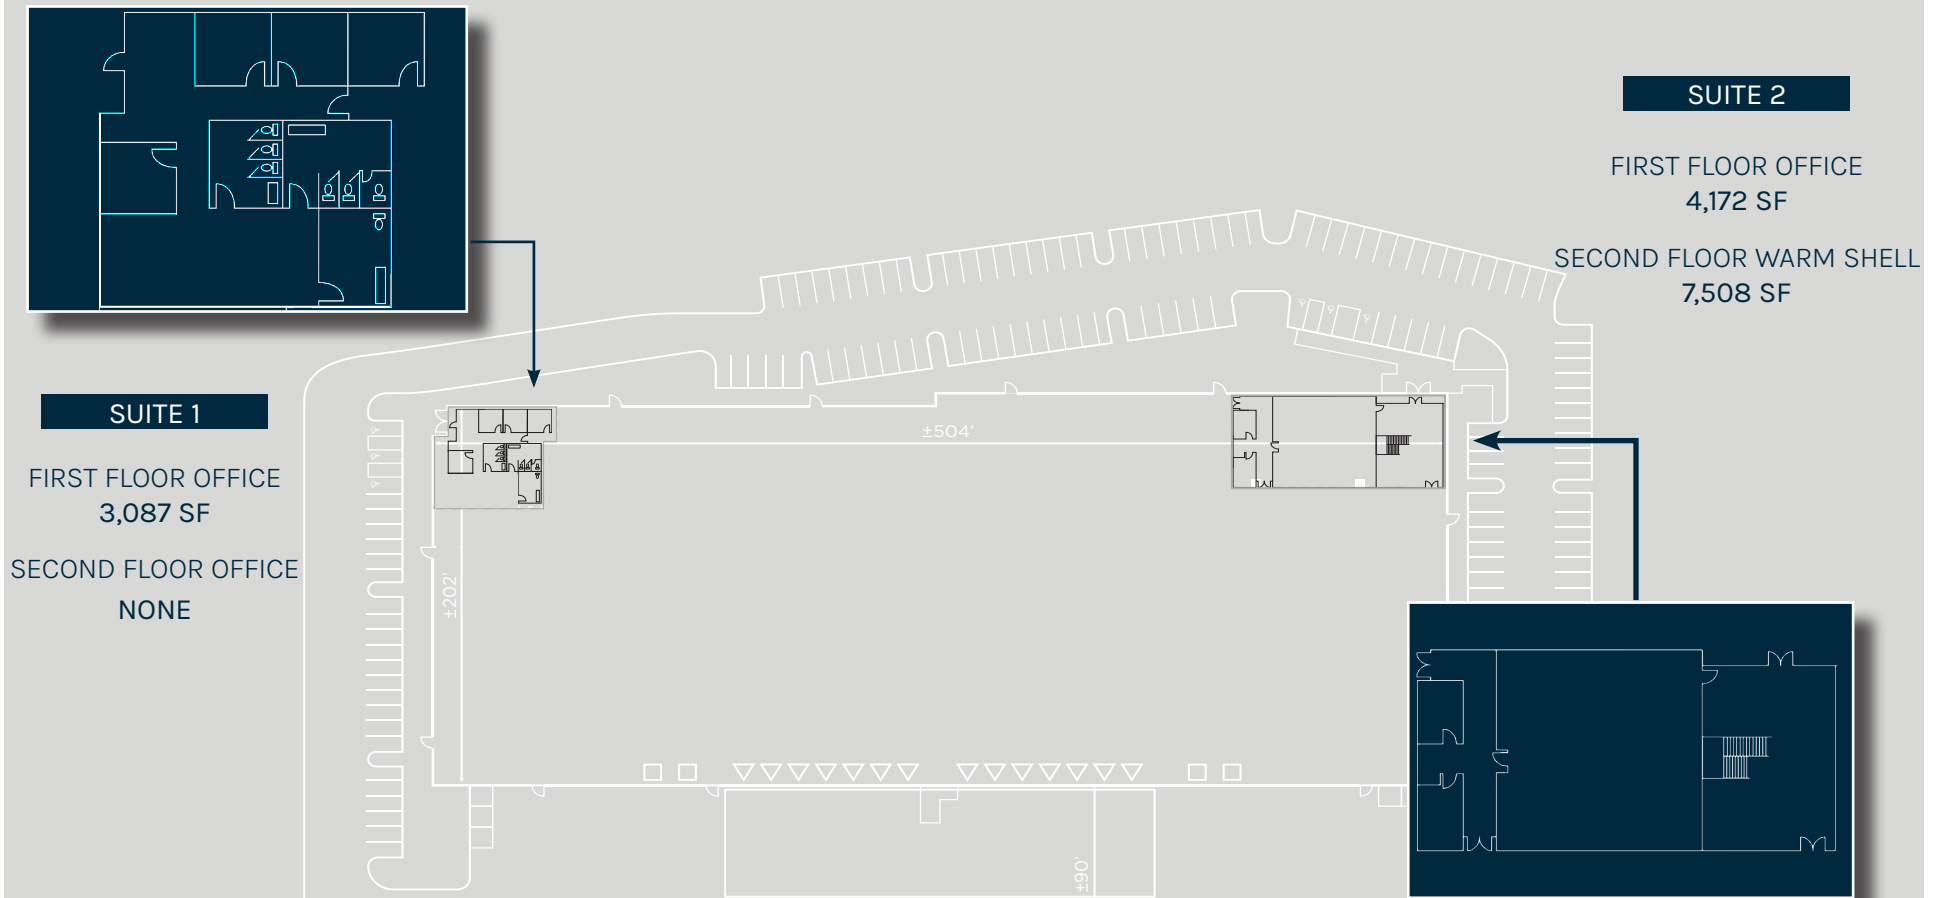 SUITE 1
FIRST FLOOR OFFICE
3,087 SF
SECOND FLOOR OFFICE
NONE
SUITE 2
FIRST FLOOR OFFICE
4,172 SF
SECOND FLOOR WARM SHELL
7,508 SF
±504'
±202'
±90'